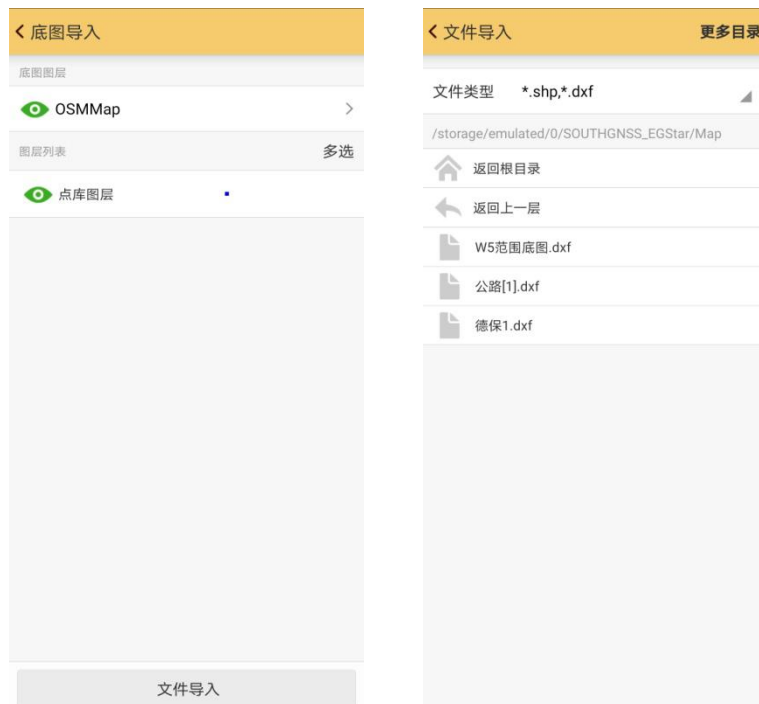 底图导入
底图图层
OSMMap
图层列表 多选
点库图层
文件导入
文件导入 更多目录
文件类型 *.shp,*.dxf
/storage/emulated/0/SOUTHGNSS_EGStar/Map
返回根目录
返回上一层
W5范围底图.dxf
公路[1].dxf
德保1.dxf